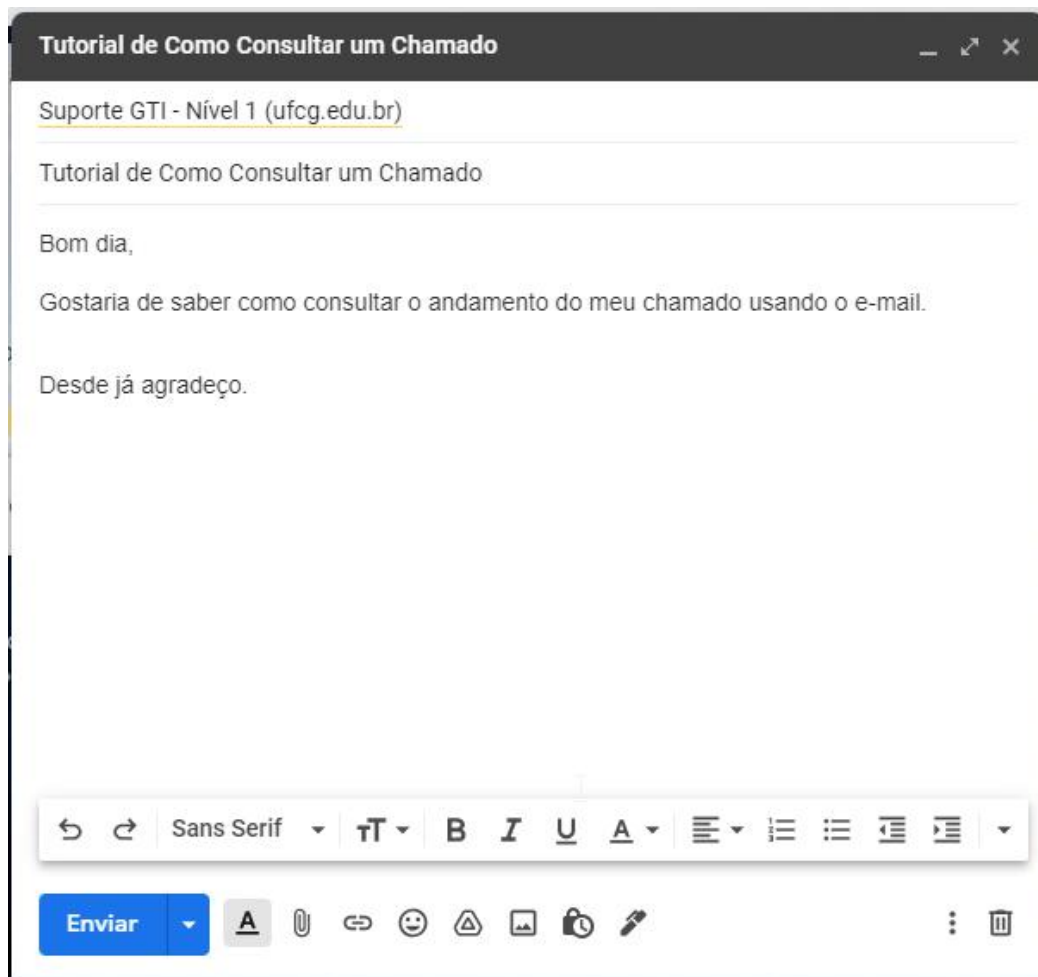 Tutorial de Como Consultar um Chamado
Suporte GTI - Nível 1 (ufcg.edu.br)
Tutorial de Como Consultar um Chamado
Bom dia,
Gostaria de saber como consultar o andamento do meu chamado usando o e-mail.
Desde já agradeço.
Sans Serif
Enviar